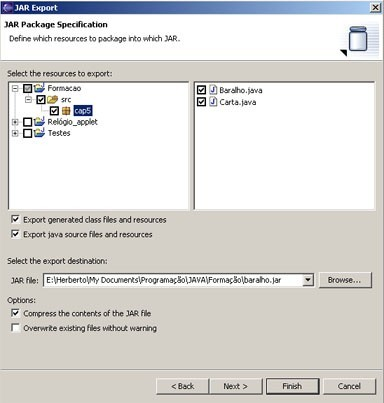 JAR Export
JAR Package Specification
Define which resources to package into which JAR.
Select the resources to export:
Formacao
src
cap5
Relógio_applet
Testes
Baralho.java
Carta.java
Export generated class files and resources
Export java source files and resources
Select the export destination:
JAR file: E:\Herberto\My Documents\Programação\JAVA\Formação\baralho.jar Browse...
Options:
Compress the contents of the JAR file
Overwrite existing files without warning
< Back Next > Finish Cancel